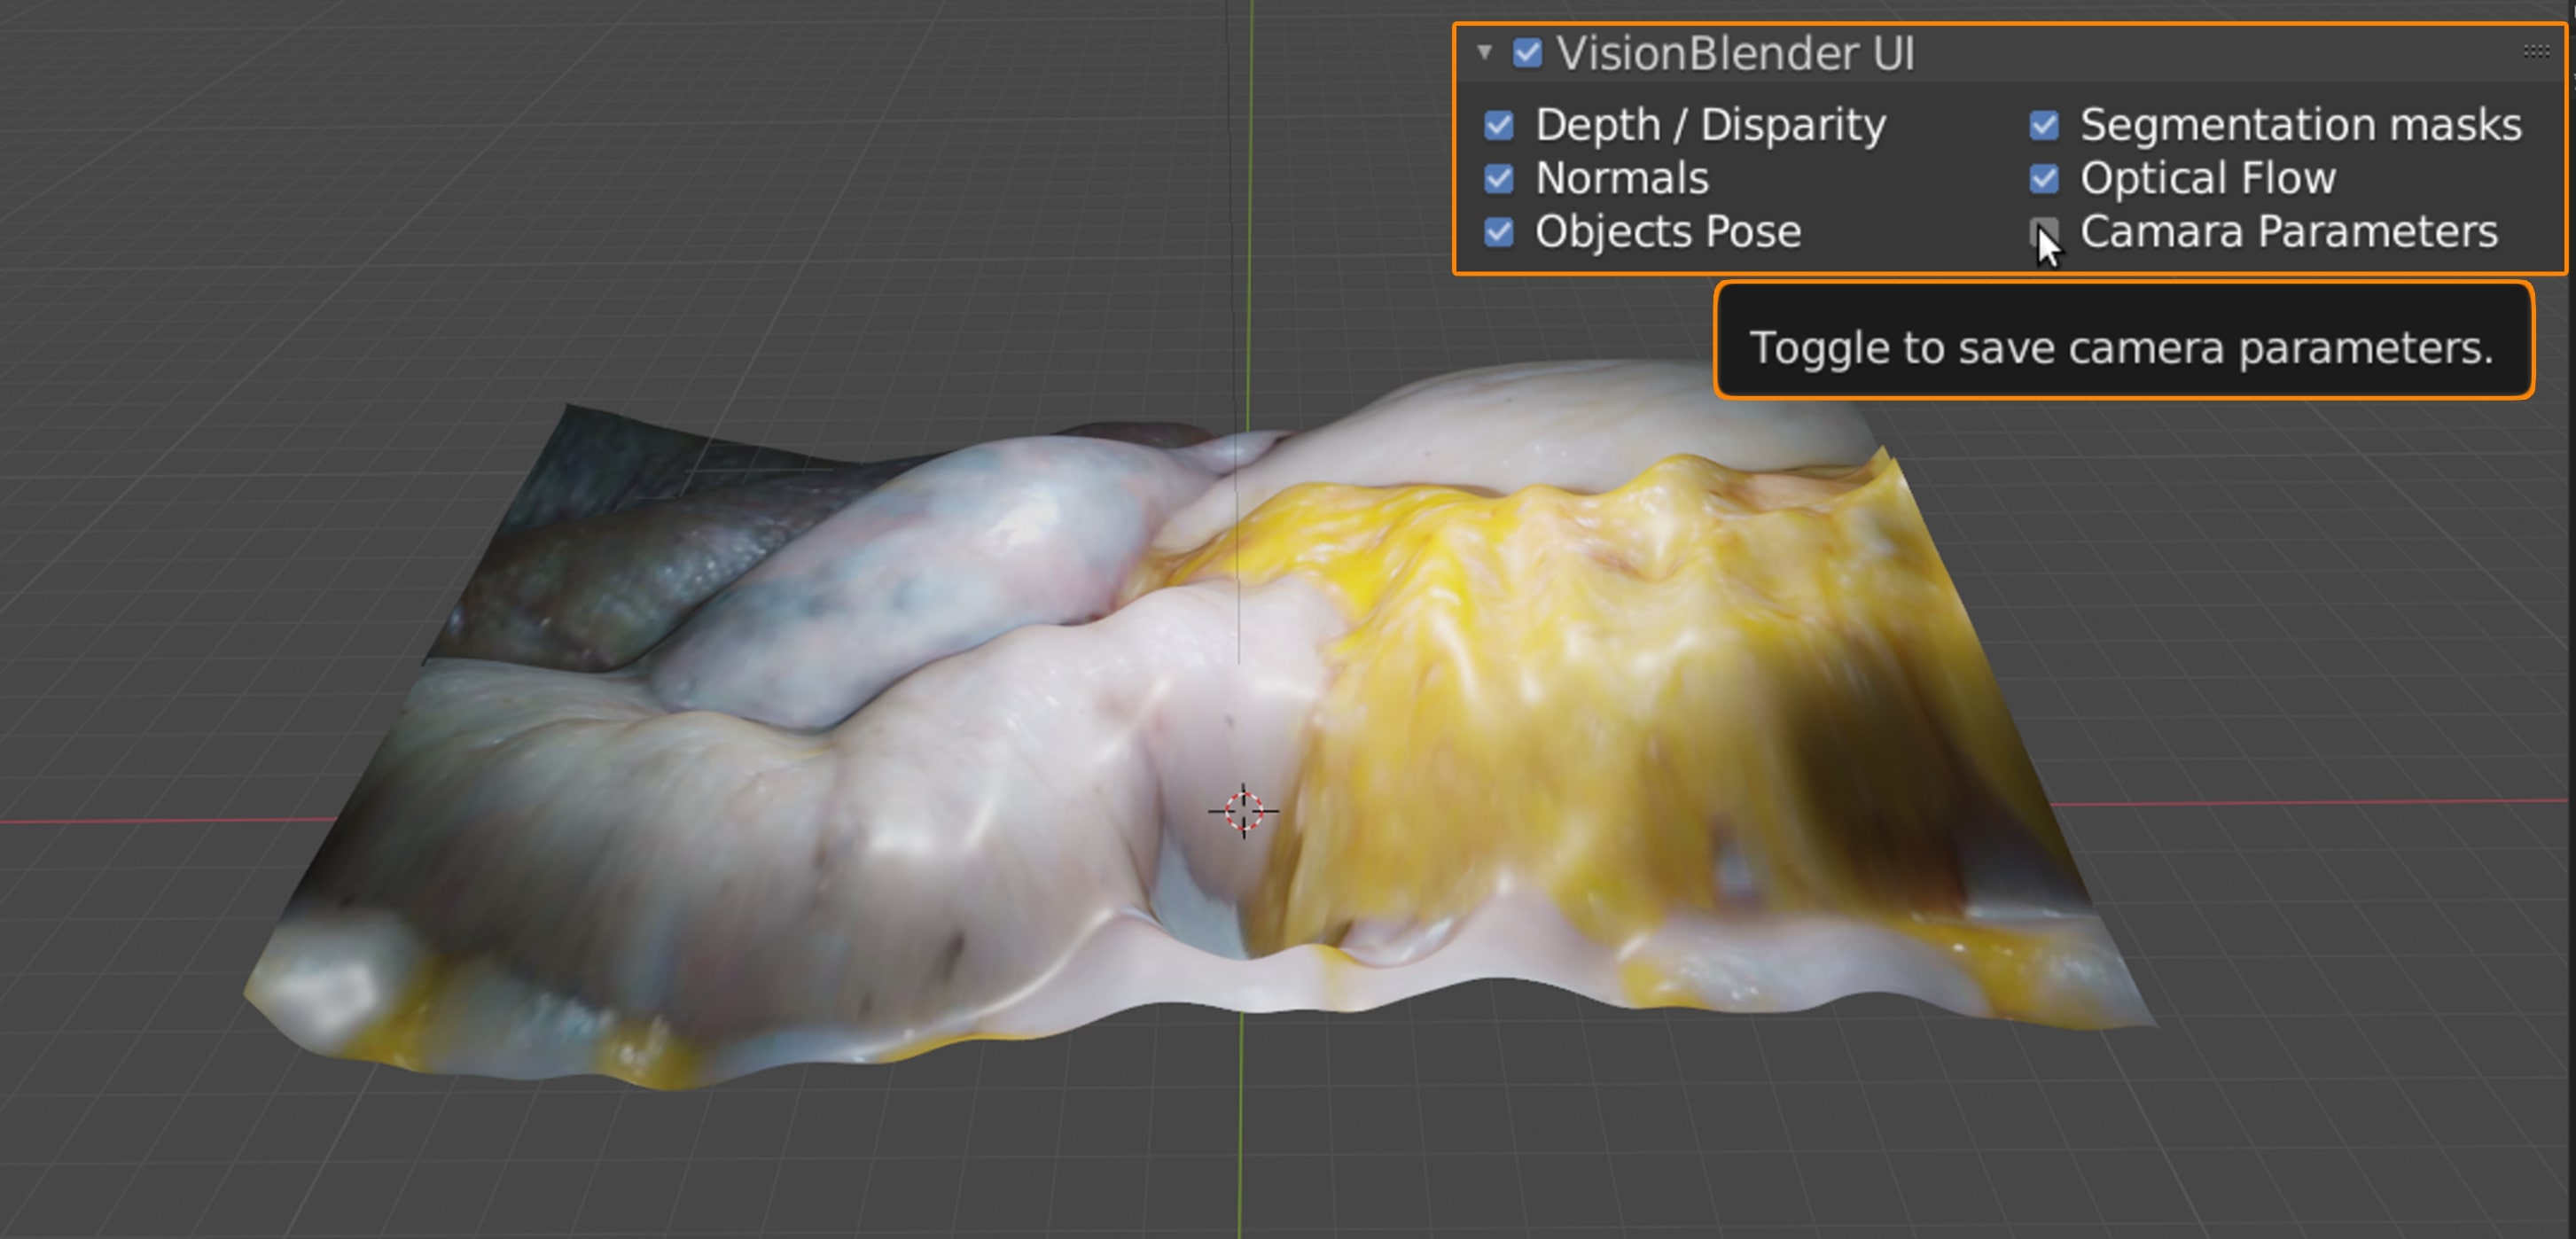 VisionBlender UI
Depth / Disparity
Segmentation masks
Normals
Optical Flow
Objects Pose
Camara Parameters
Toggle to save camera parameters.